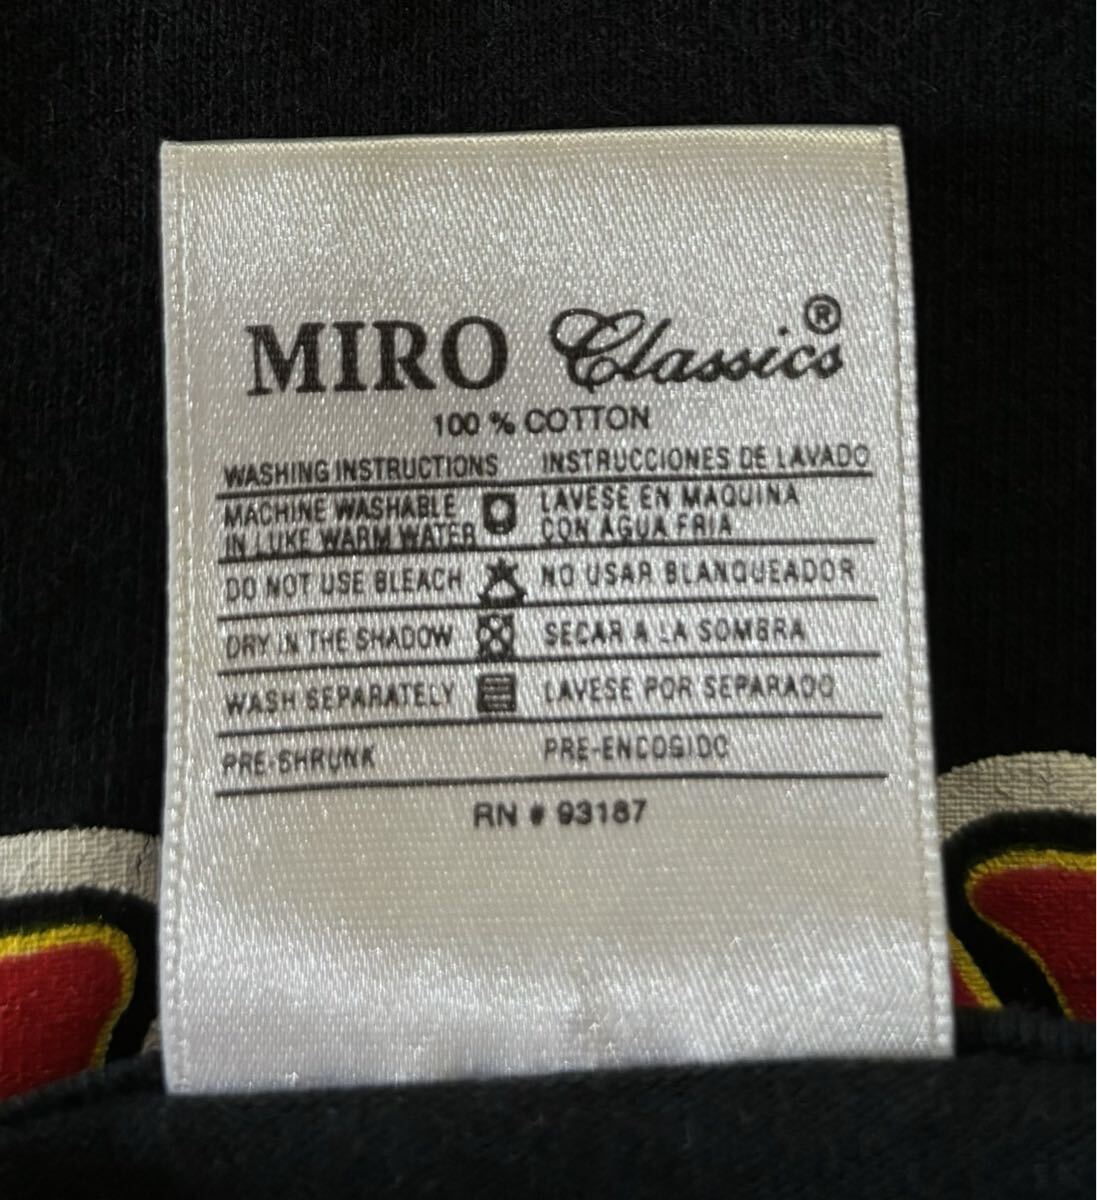 MIRO Classics®
100 % COTTON
WASHING INSTRUCTIONS INSTRUCCIONES DE LAVADO
MACHINE WASHABLE LAVESE EN MAQUINA
IN LUKE WARM WATER CON AGUA FRIA
DO NOT USE BLEACH NO USAR BLANQUEADOR
DRY IN THE SHADOW SECAR A LA SOMBRA
WASH SEPARATELY LAVESE POR SEPARADO
PRE-SHRUNK PRE-ENCOGIDO
RN # 93187